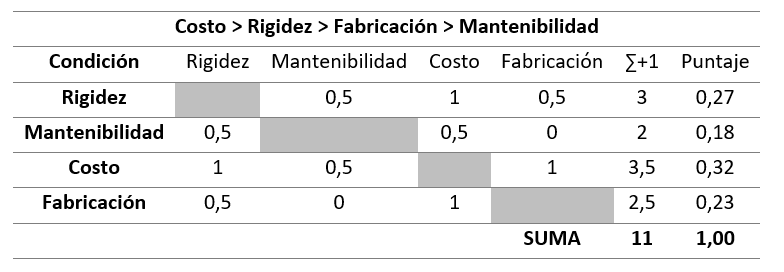 Costo > Rigidez > Fabricación > Mantenibilidad
Condición Rigidez Mantenibilidad Costo Fabricación ∑+1 Puntaje
Rigidez 0,5 1 0,5 3 0,27
Mantenibilidad 0,5 0,5 0 2 0,18
Costo 1 0,5 1 3,5 0,32
Fabricación 0,5 0 1 2,5 0,23
SUMA 11 1,00